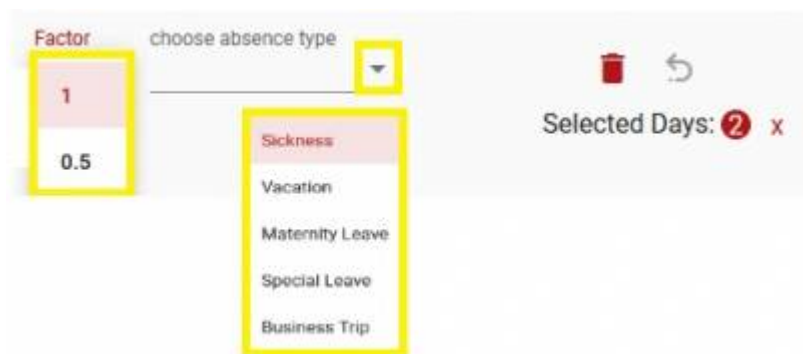 Factor
choose absence type
1
0.5
Selected Days: 2 x
Sickness
Vacation
Maternity Leave
Special Leave
Business Trip